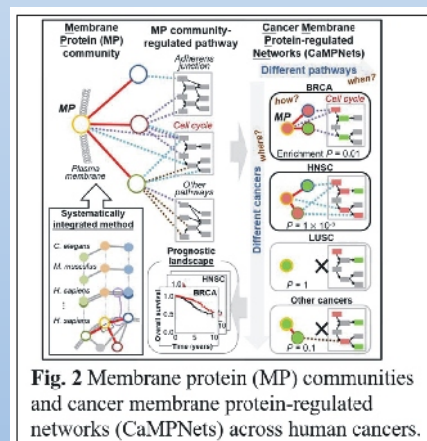 Membrane
Protein (MP)
community
MP community-
regulated pathway
Cancer Membrane
Protein-regulated
Networks (CaMPNets)
Different pathways
when?
Adherens
junction
MP
Cell cycle
Plasma
membrane
Other
pathways
Systematically
integrated method
C. elegans
M. musculus
H. sapiens
⋮
H. sapiens
Prognostic
landscape
HNSC
BRCA
Overall survival
1.0
0
0
10
Time (years)
where?
Different cancers
BRCA
how?
Cell cycle
MP
Enrichment P = 0.01
HNSC
LUSC
P = 1
Other cancers
P = 0.1
Fig. 2 Membrane protein (MP) communities
and cancer membrane protein-regulated
networks (CaMPNets) across human cancers.